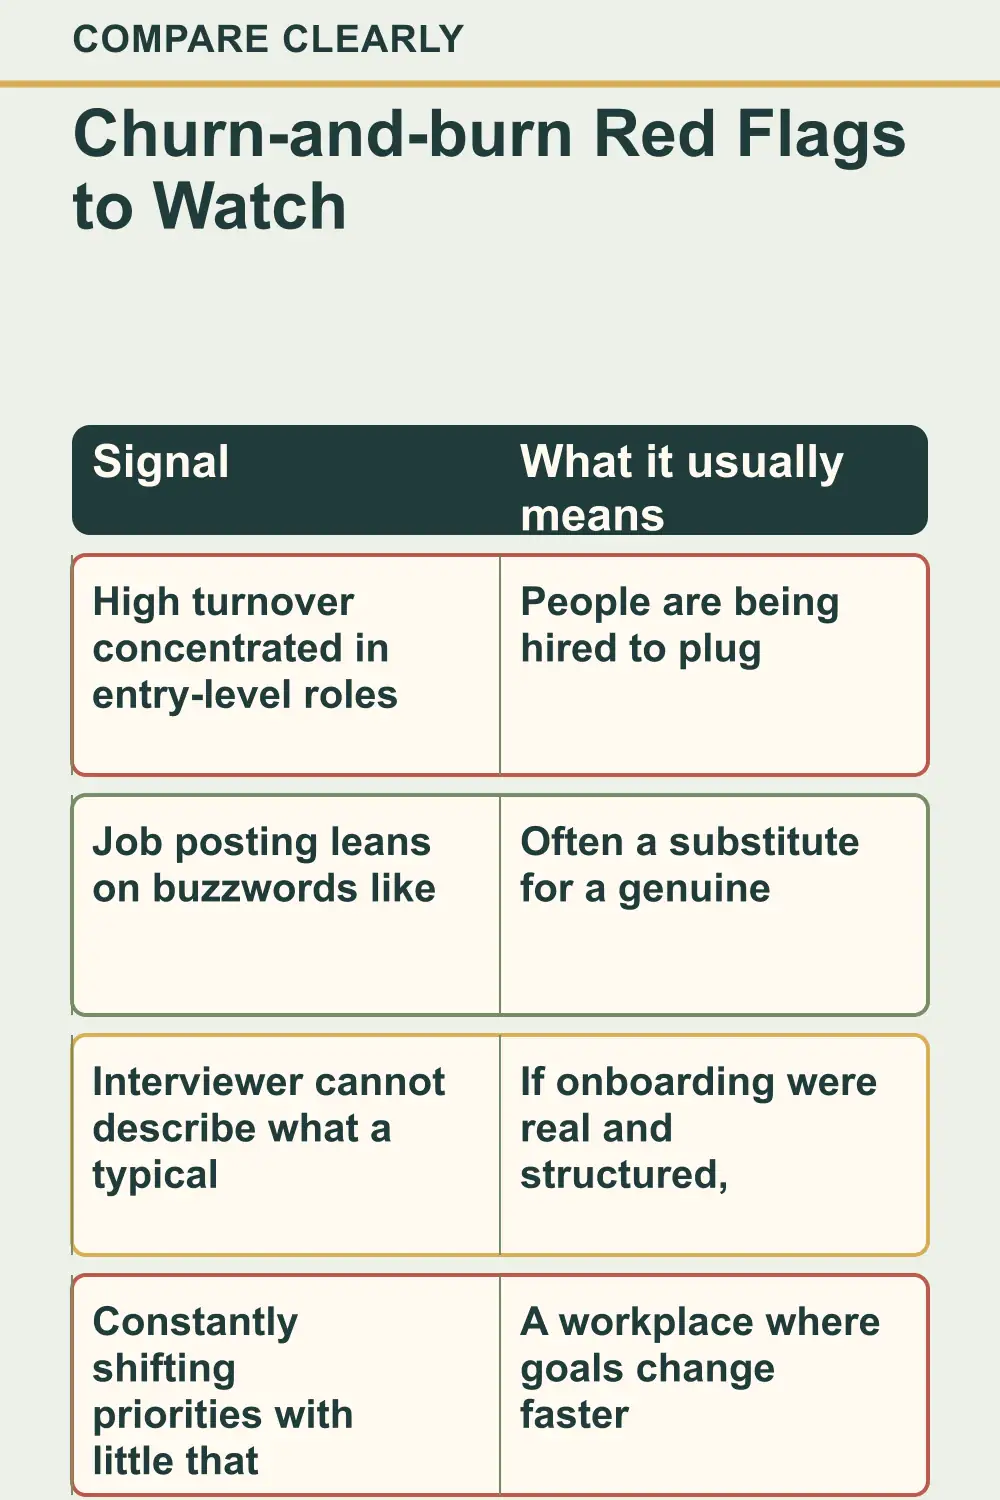 COMPARE CLEARLY
Churn-and-burn Red Flags
to Watch
Signal
What it usually
means
High turnover
concentrated in
entry-level roles
People are being
hired to plug
Job posting leans
on buzzwords like
Often a substitute
for a genuine
Interviewer cannot
describe what a
typical
If onboarding were
real and
structured,
Constantly
shifting
priorities with
little that
A workplace where
goals change
faster